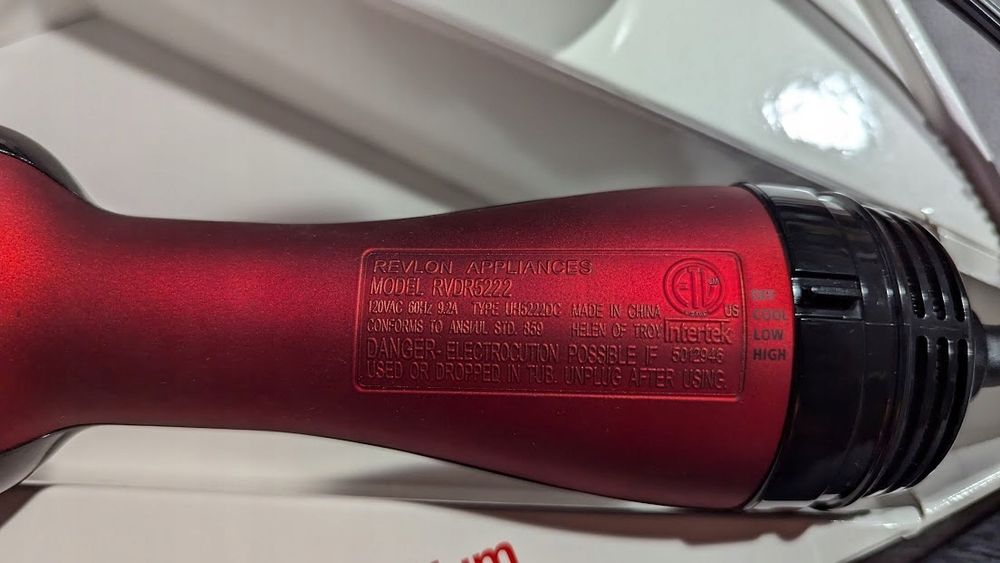 REVLON APPLIANCES
MODEL RVDR5222
120VAC 60Hz 9.2A TYPE UH5222DC MADE IN CHINA
CONFORMS TO ANSI/UL STD. 859 HELEN OF TROY
DANGER- ELECTROCUTION POSSIBLE IF
USED OR DROPPED IN TUB. UNPLUG AFTER USING.
ETL
SM
US
Intertek
5012946
OFF
COOL
LOW
HIGH